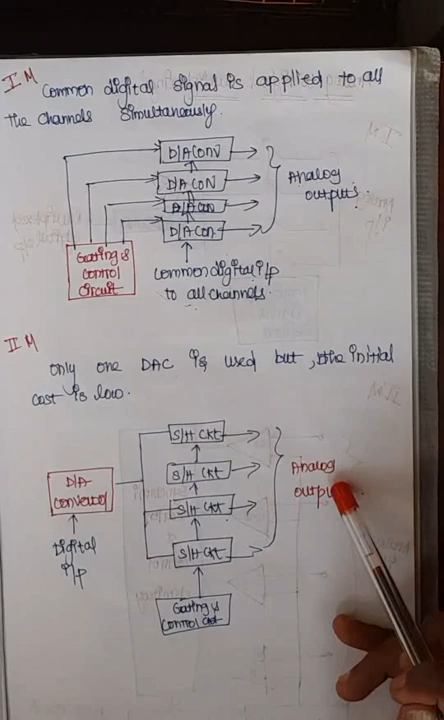 I M Common digital signal is applied to all
the channels simultaneously.
D/A CONV
D/A CON
D/A CON
D/A CON.
Analog
outputs.
Gating &
control
circuit
Common digital i/p
to all channels.
II M
Only one DAC is used but, the initial
cost is low.
S/H Ckt
S/H Ckt
S/H Ckt
S/H Ckt
D/A
Convertor
Digital
i/p
Analog
outputs.
Gating &
control ckt